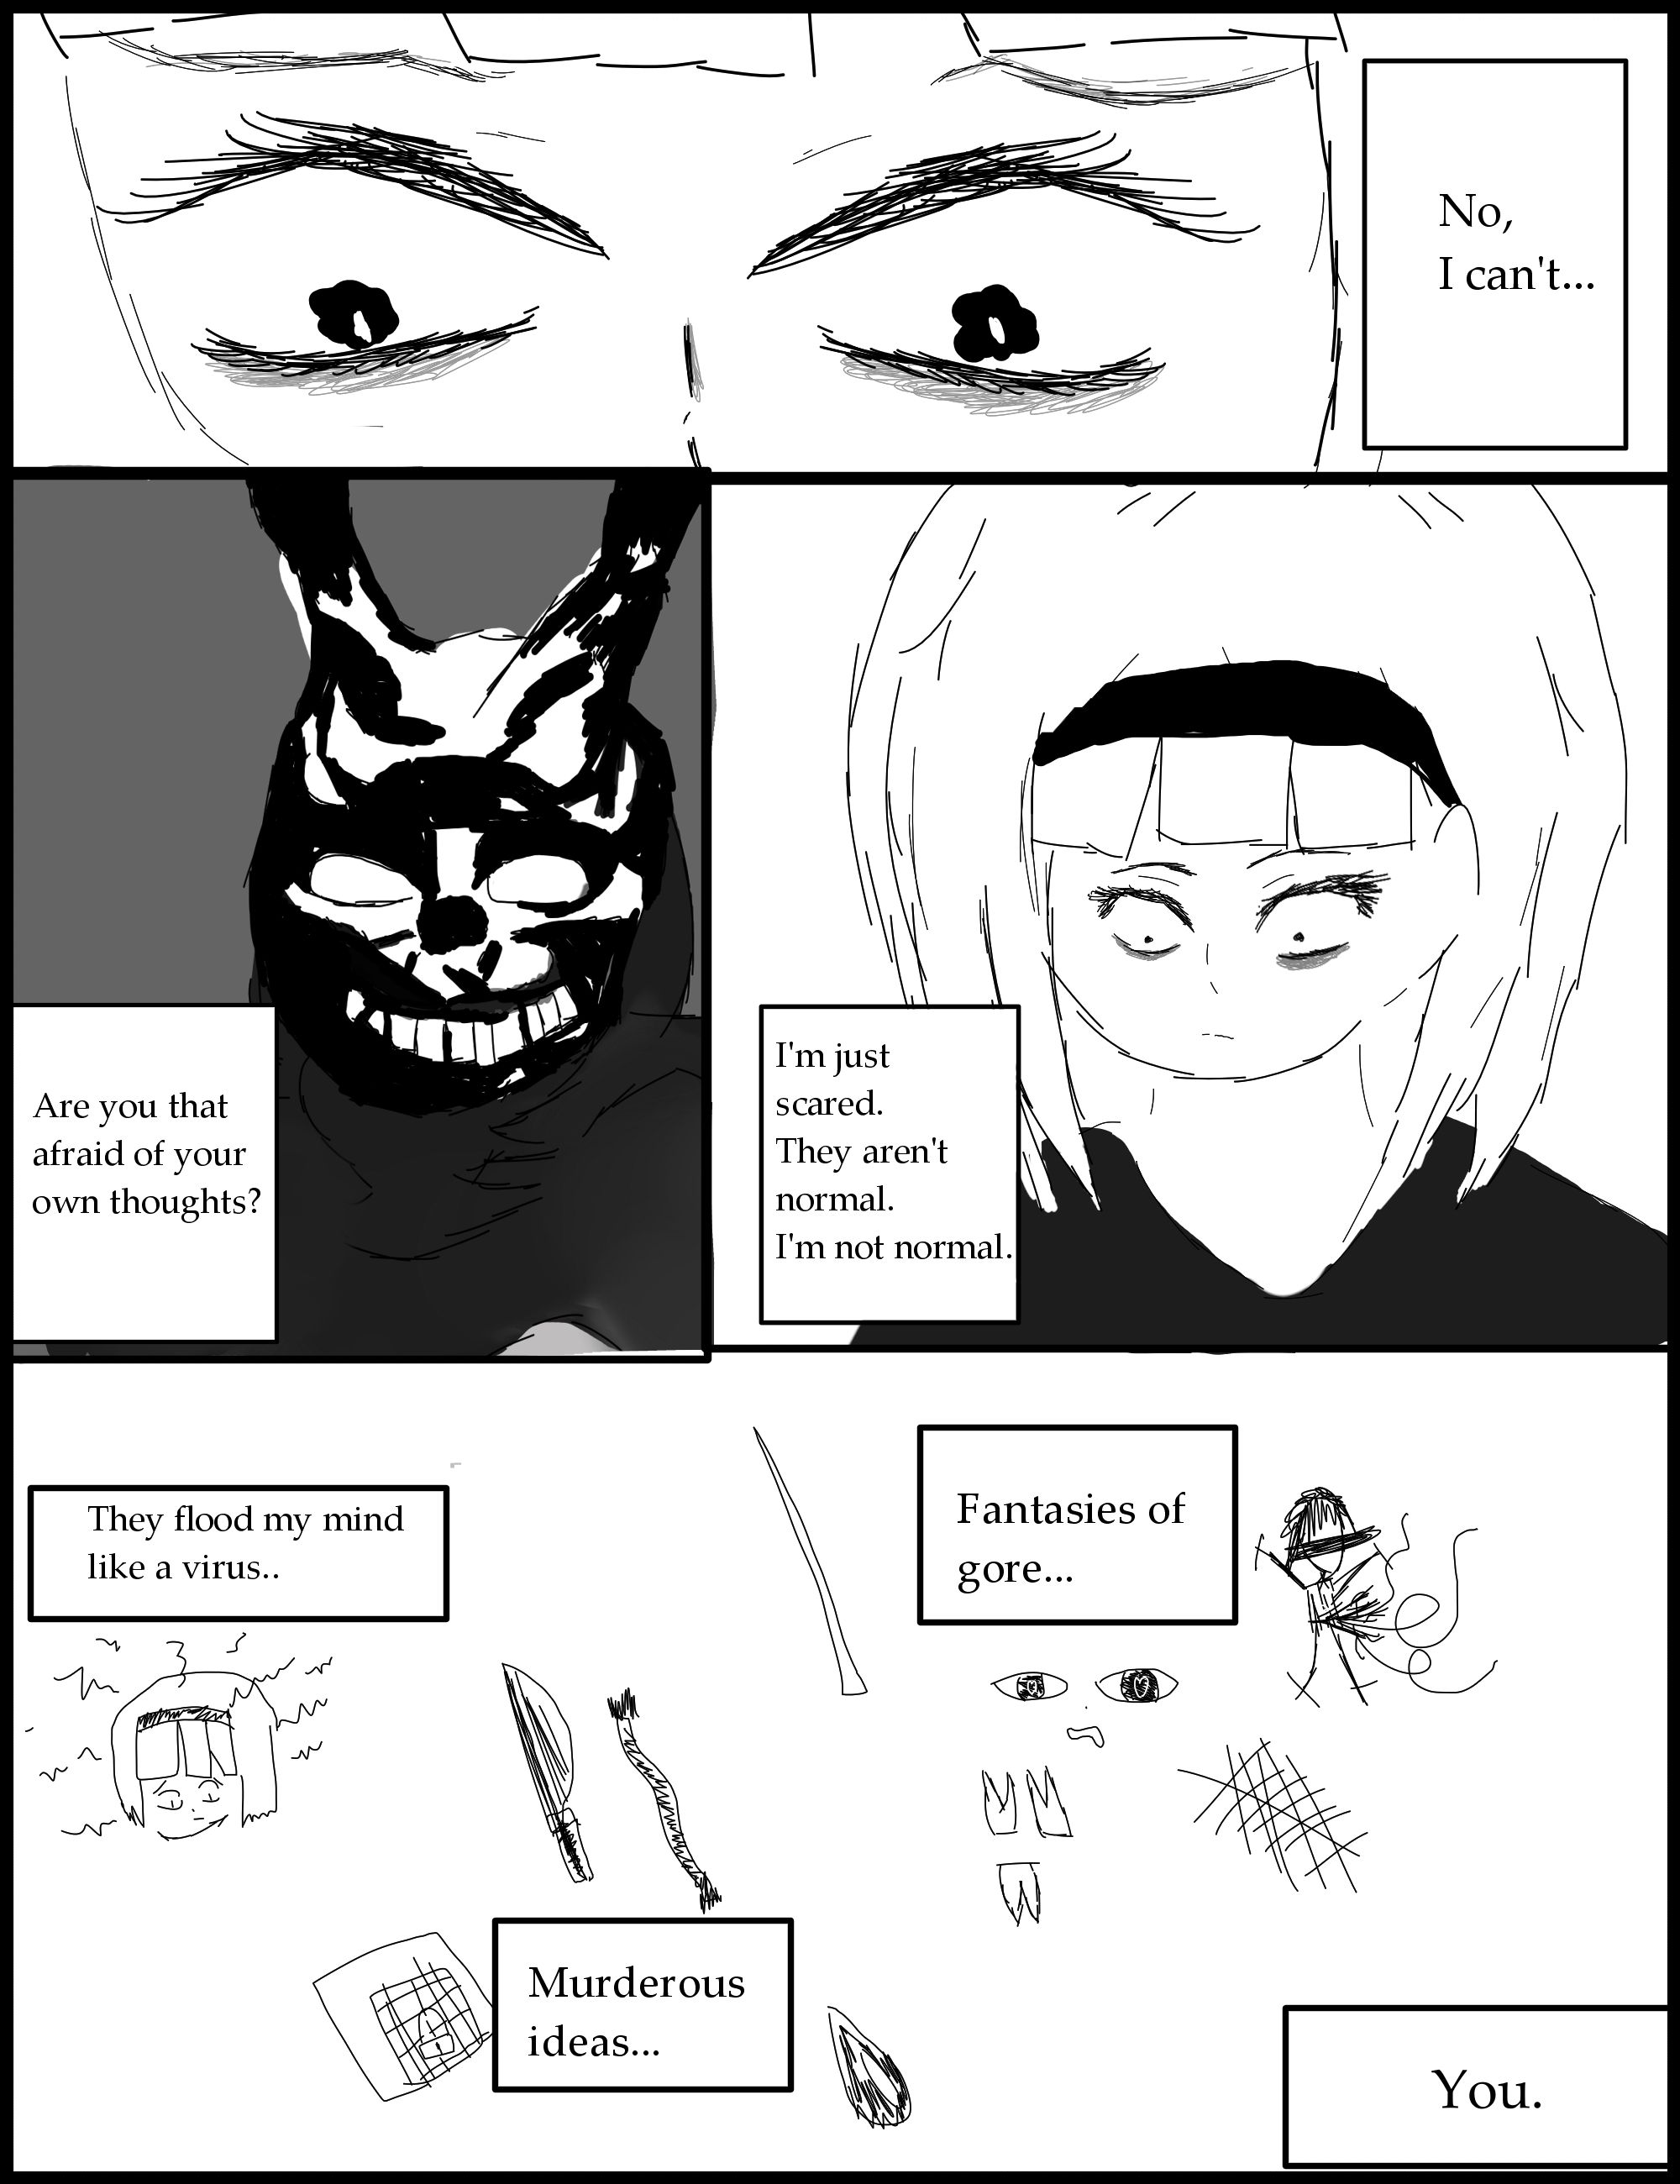 No,
I can't...
Are you that
afraid of your
own thoughts?
I'm just
scared.
They aren't
normal.
I'm not normal.
They flood my mind
like a virus..
Fantasies of
gore...
Murderous
ideas...
You.